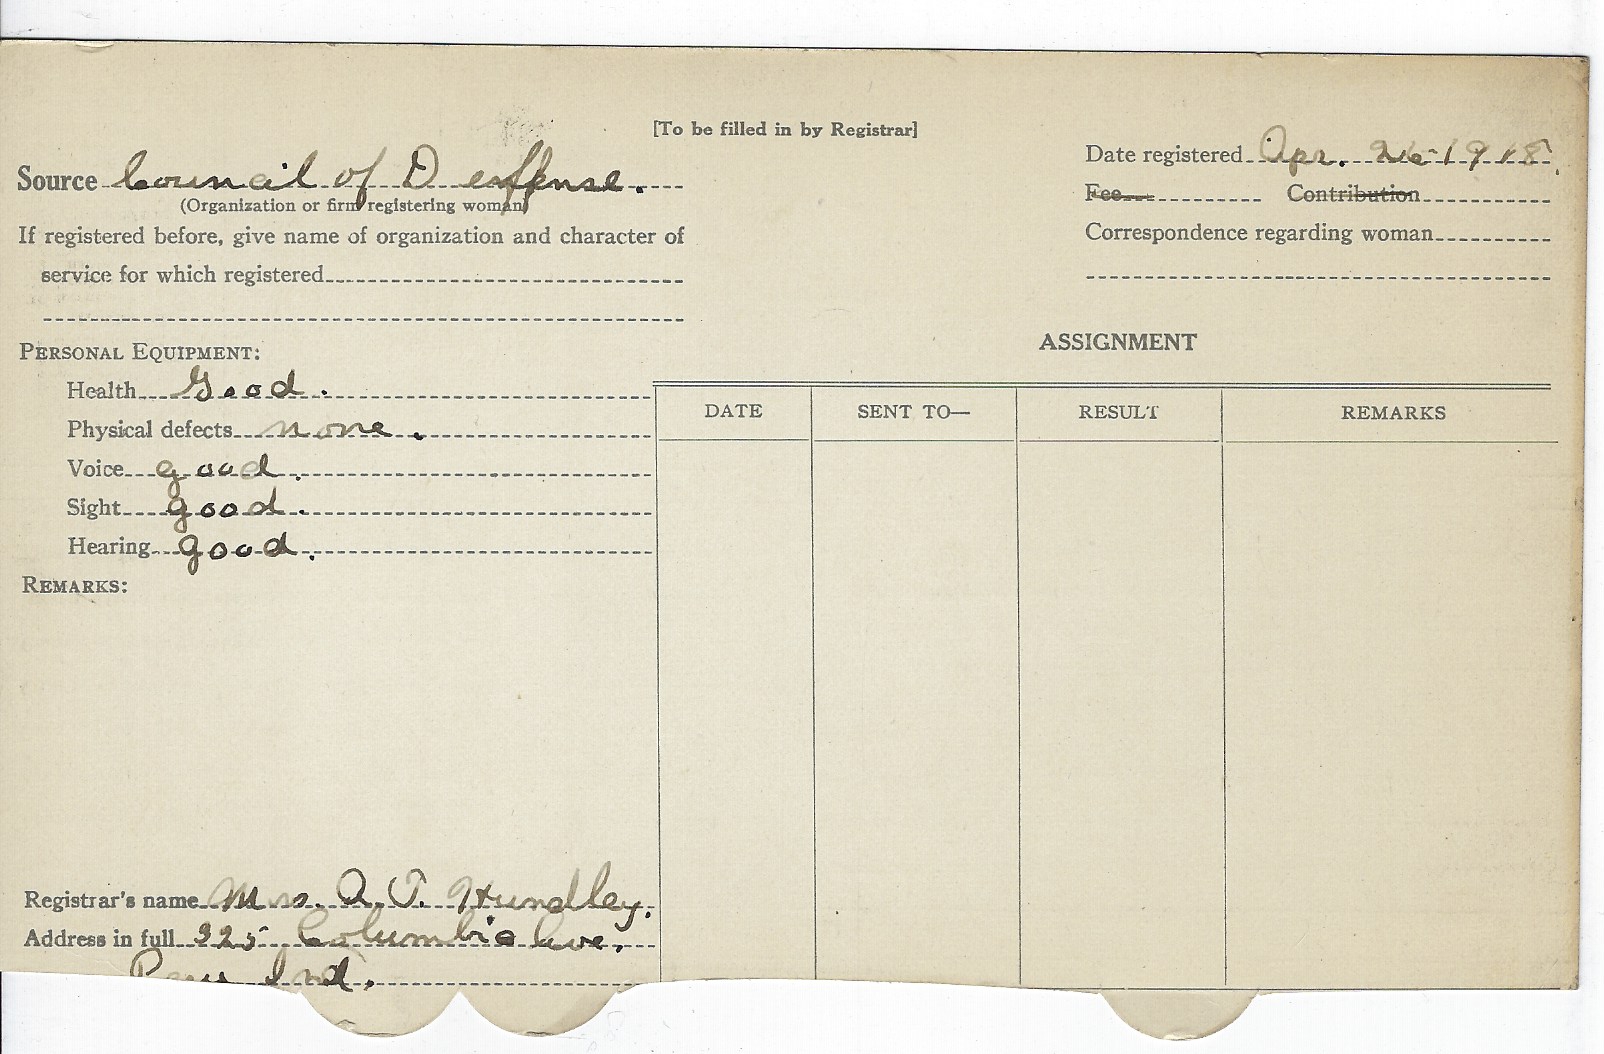 [To be filled in by Registrar]
Date registered Apr. 26-1918.
Source Council of Deffense.
Fee Contribution
(Organization or firm registering woman)
If registered before, give name of organization and character of
Correspondence regarding woman
service for which registered
ASSIGNMENT
PERSONAL EQUIPMENT:
Health Good.
DATE SENT TO— RESULT REMARKS
Physical defects none.
Voice good.
Sight good.
Hearing good.
REMARKS:
Registrar's name Mrs. Q. T. Hundley.
Address in full 325 Columbia Ave.
Peru Ind.